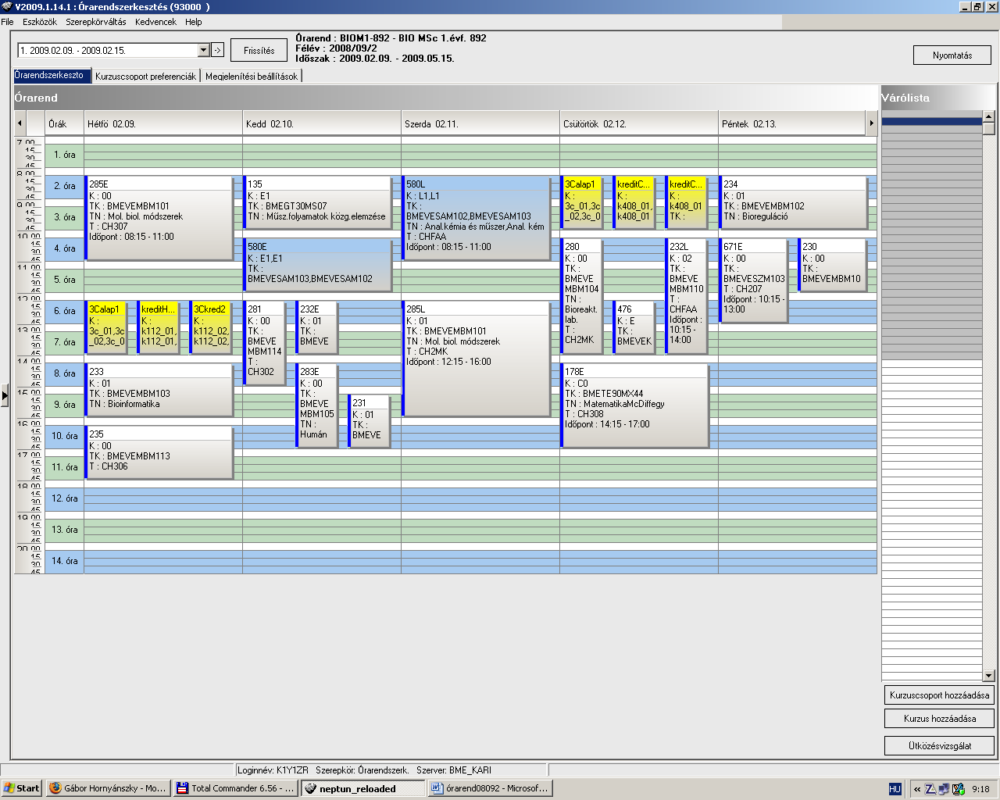 V2009.1.14.1 : Órarendszerkesztés (93000 )
File Eszközök Szerepkörváltás Kedvencek Help
1. 2009.02.09. - 2009.02.15.
->
Frissítés
Órarend : BIOM1-892 - BIO MSc 1.évf. 892
Félév : 2008/09/2
Időszak : 2009.02.09. - 2009.05.15.
Nyomtatás
Órarendszerkeszto Kurzuscsoport preferenciák Megjelenítési beállítások
Órarend
Várólista
Órák Hétfő 02.09. Kedd 02.10. Szerda 02.11. Csütörtök 02.12. Péntek 02.13.
1. óra
2. óra
3. óra
4. óra
5. óra
6. óra
7. óra
8. óra
9. óra
10. óra
11. óra
12. óra
13. óra
14. óra
285E
K : 00
TK : BMEVEMBM101
TN : Mol. biol. módszerek
T : CH307
Időpont : 08:15 - 11:00
3Calap1
K :
3c_01,3c
_02,3c_0
kreditH...
K :
k112_01,
k112_01,
3Ckred2
K :
k112_02,
k112_02,
233
K : 01
TK : BMEVEMBM103
TN : Bioinformatika
235
K : 00
TK : BMEVEMBM113
T : CH306
135
K : E1
TK : BMEGT30MS07
TN : Műsz.folyamatok közg.elemzése
580E
K : E1,E1
TK :
BMEVESAM103,BMEVESAM102
281
K : 00
TK :
BMEVE
MBM114
T :
CH302
232E
K : 01
TK :
BMEVE
283E
K : 00
TK :
BMEVE
MBM105
TN :
Humán
231
K : 01
TK :
BMEVE
580L
K : L1,L1
TK :
BMEVESAM102,BMEVESAM103
TN : Anal.kémia és műszer,Anal. kém
T : CHFAA
Időpont : 08:15 - 11:00
285L
K : 01
TK : BMEVEMBM101
TN : Mol. biol. módszerek
T : CH2MK
Időpont : 12:15 - 16:00
3Calap1
K :
3c_01,3c
_02,3c_0
kreditC...
K :
k408_01,
k408_01
kreditC...
K :
k408_01
TK :
280
K : 00
TK :
BMEVE
MBM104
TN :
Bioreakt.
lab.
T :
CH2MK
476
K : E
TK :
BMEVEK
232L
K : 02
TK :
BMEVE
MBM110
T :
CHFAA
Időpont :
10:15 -
14:00
178E
K : C0
TK : BMETE90MX44
TN : MatematikaMcDiffegy
T : CH308
Időpont : 14:15 - 17:00
234
K : 01
TK : BMEVEMBM102
TN : Bioreguláció
671E
K : 00
TK :
BMEVESZM103
T : CH207
Időpont : 10:15 -
13:00
230
K : 00
TK :
BMEVEMBM10
Kurzuscsoport hozzáadása
Kurzus hozzáadása
Ütközésvizsgálat
Loginnév: K1Y1ZR Szerepkör: Órarendszerk. Szerver: BME_KARI
Start Gábor Hornyánszky - Mo... Total Commander 6.56 - ... neptun_reloaded órarend08092 - Microsof... HU « 9:18